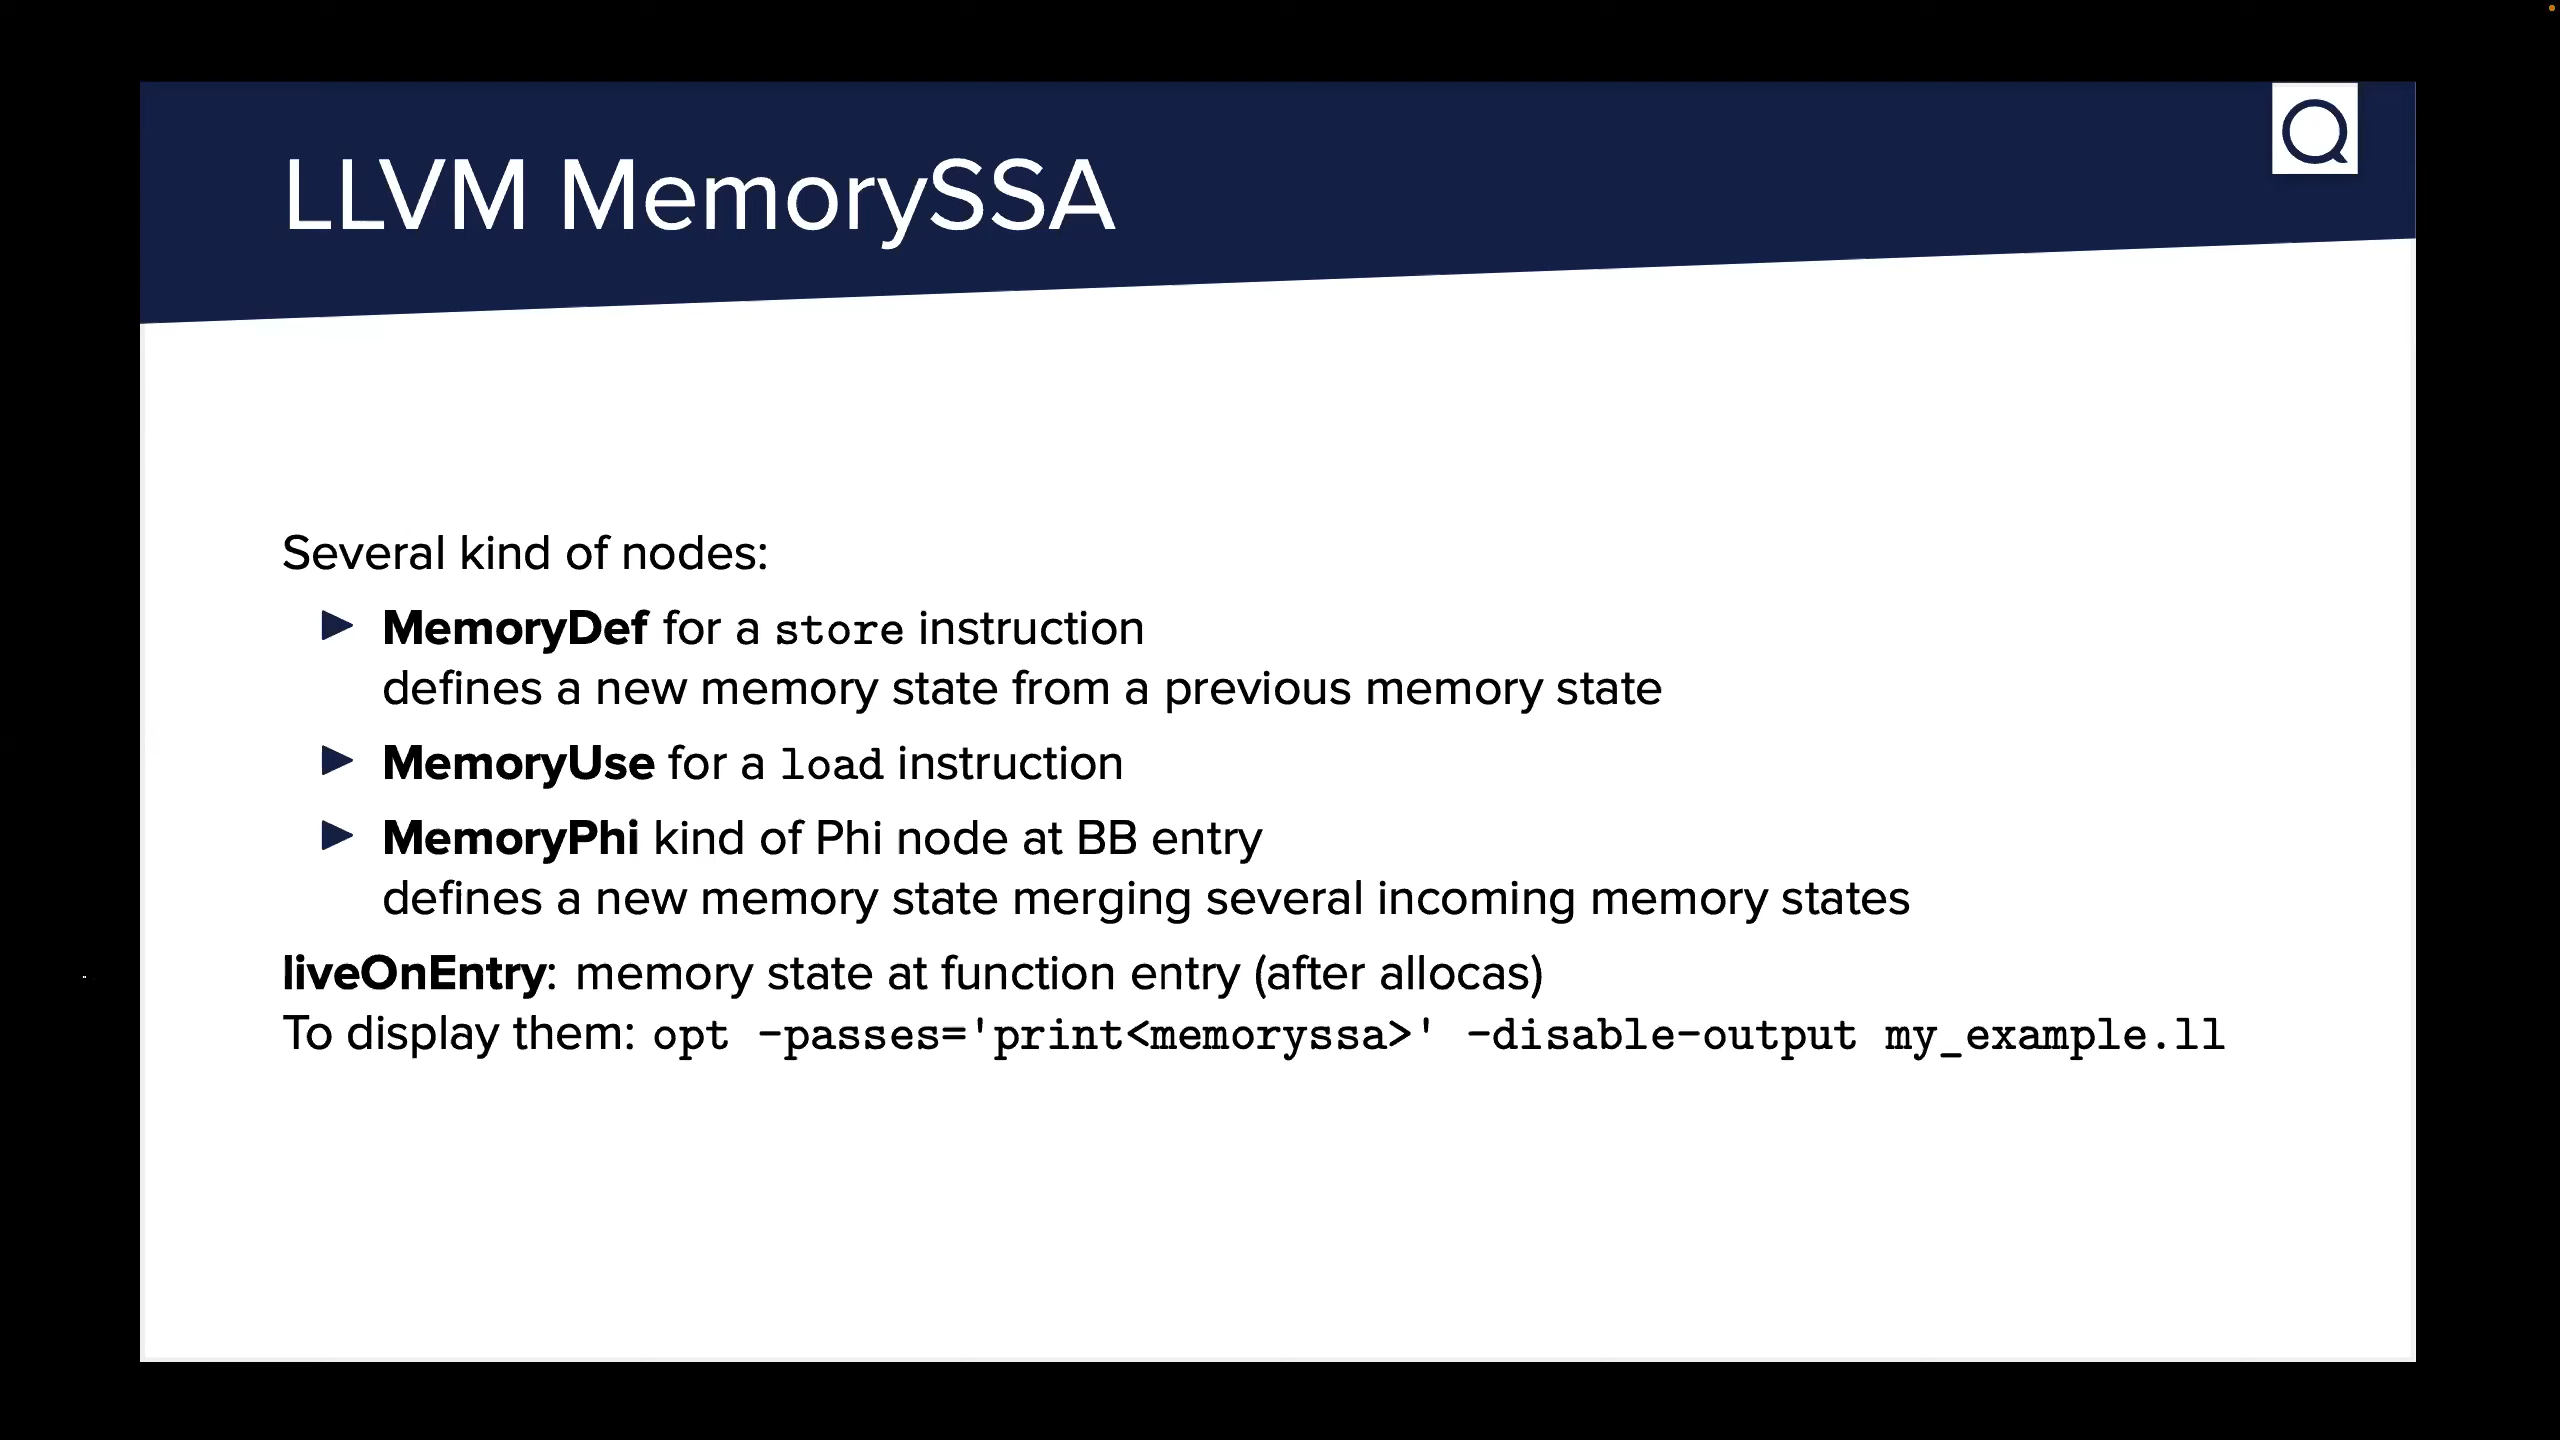 LLVM MemorySSA
Several kind of nodes:
MemoryDef for a store instruction
defines a new memory state from a previous memory state
MemoryUse for a load instruction
MemoryPhi kind of Phi node at BB entry
defines a new memory state merging several incoming memory states
liveOnEntry: memory state at function entry (after allocas)
To display them: opt -passes='print<memoryssa>' -disable-output my_example.ll